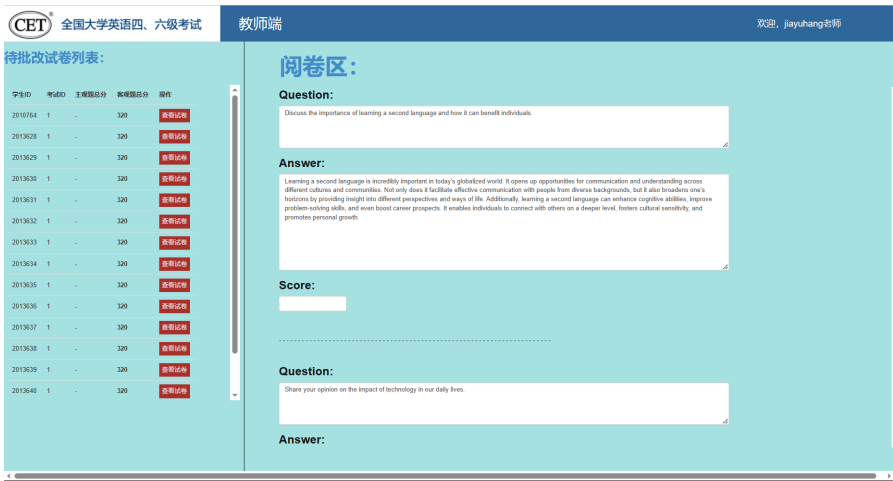 CET 全国大学英语四、六级考试
教师端
欢迎，jiayuhang老师
待批改试卷列表：
学生ID 考试ID 主观题总分 客观题总分 操作
2010764 1 - 320 查看试卷
2013628 1 - 320 查看试卷
2013629 1 - 320 查看试卷
2013630 1 - 320 查看试卷
2013631 1 - 320 查看试卷
2013632 1 - 320 查看试卷
2013633 1 - 320 查看试卷
2013634 1 - 320 查看试卷
2013635 1 - 320 查看试卷
2013636 1 - 320 查看试卷
2013637 1 - 320 查看试卷
2013638 1 - 320 查看试卷
2013639 1 - 320 查看试卷
2013640 1 - 320 查看试卷
阅卷区：
Question:
Discuss the importance of learning a second language and how it can benefit individuals.
Answer:
Learning a second language is incredibly important in today's globalized world. It opens up opportunities for communication and understanding across
different cultures and communities. Not only does it facilitate effective communication with people from diverse backgrounds, but it also broadens one's
horizons by providing insight into different perspectives and ways of life. Additionally, learning a second language can enhance cognitive abilities, improve
problem-solving skills, and even boost career prospects. It enables individuals to connect with others on a deeper level, fosters cultural sensitivity, and
promotes personal growth.
Score:
Question:
Share your opinion on the impact of technology in our daily lives.
Answer: